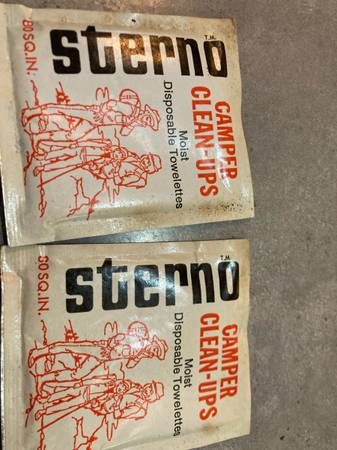 sterno T.M.
CAMPER
CLEAN-UPS
Moist
Disposable Towelettes
80 SQ. IN.
sterno T.M.
CAMPER
CLEAN-UPS
Moist
Disposable Towelettes
80 SQ. IN.